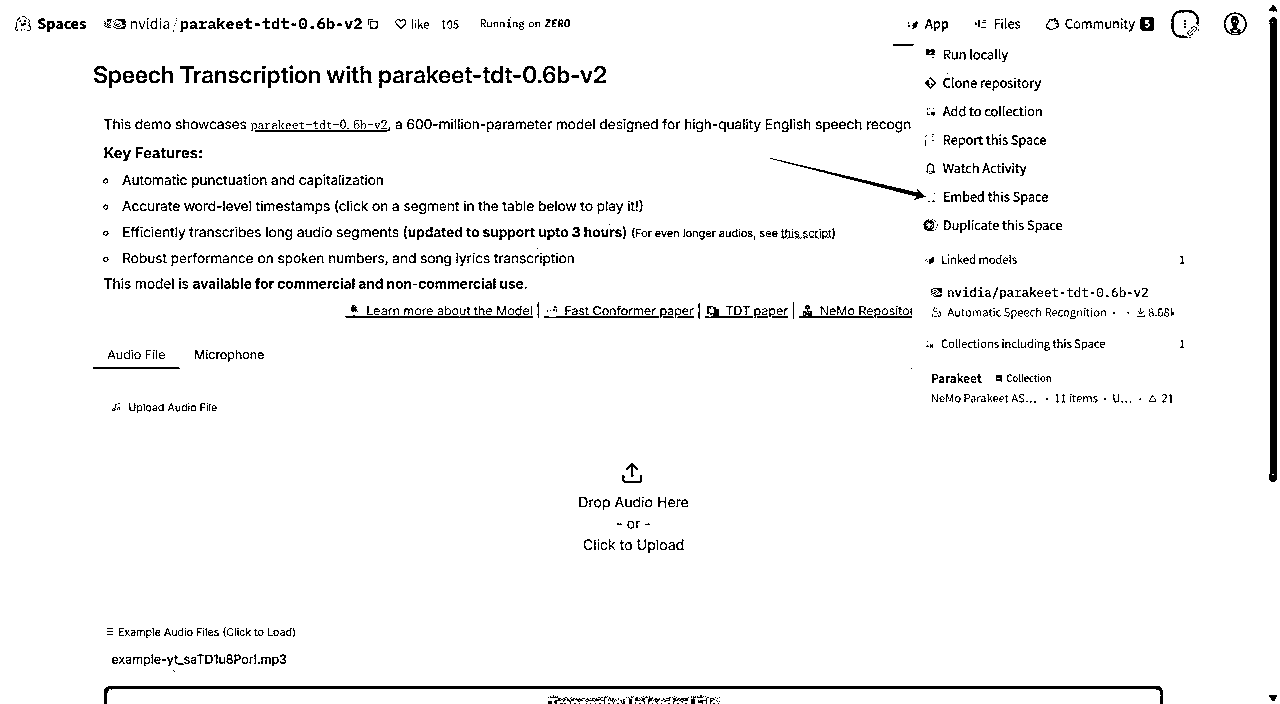 Spaces nvidia/parakeet-tdt-0.6b-v2 like 195 Running on ZERO App Files Community 5
Run locally
Clone repository
Add to collection
Report this Space
Watch Activity
Embed this Space
Duplicate this Space
Linked models 1
nvidia/parakeet-tdt-0.6b-v2
Automatic Speech Recognition · · 8.68k
Collections including this Space 1
Parakeet Collection
NeMo Parakeet AS... · 11 items · U... · 21
Speech Transcription with parakeet-tdt-0.6b-v2
This demo showcases parakeet-tdt-0.6b-v2, a 600-million-parameter model designed for high-quality English speech recogn
Key Features:
Automatic punctuation and capitalization
Accurate word-level timestamps (click on a segment in the table below to play it!)
Efficiently transcribes long audio segments (updated to support upto 3 hours) (For even longer audios, see this script)
Robust performance on spoken numbers, and song lyrics transcription
This model is available for commercial and non-commercial use.
Learn more about the Model | Fast Conformer paper | TDT paper | NeMo Reposito
Audio File Microphone
Upload Audio File
Drop Audio Here
- or -
Click to Upload
Example Audio Files (Click to Load)